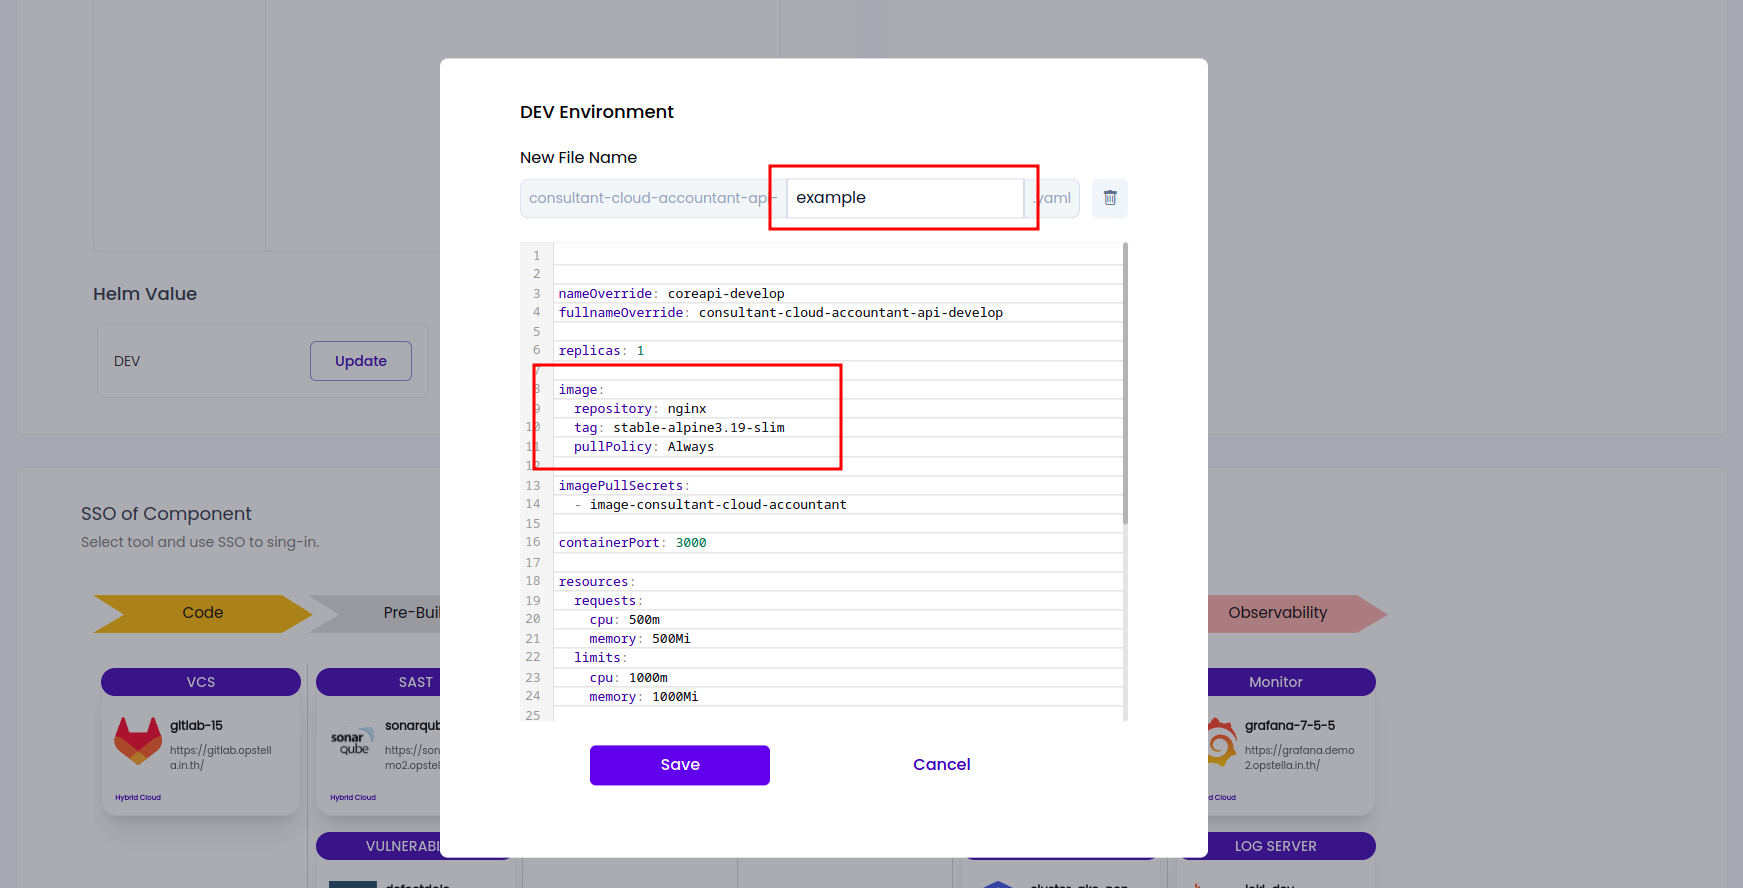 DEV Environment
New File Name
consultant-cloud-accountant-api- example .yaml
1
2
3 nameOverride: coreapi-develop
4 fullnameOverride: consultant-cloud-accountant-api-develop
5
6 replicas: 1
7
8 image:
9 repository: nginx
10 tag: stable-alpine3.19-slim
11 pullPolicy: Always
12
13 imagePullSecrets:
14 - image-consultant-cloud-accountant
15
16 containerPort: 3000
17
18 resources:
19 requests:
20 cpu: 500m
21 memory: 500Mi
22 limits:
23 cpu: 1000m
24 memory: 1000Mi
25
Save Cancel
Helm Value
DEV Update
SSO of Component
Select tool and use SSO to sing-in.
Code Pre-Buil Observability
VCS SAST Monitor
gitlab-15
https://gitlab.opstell
a.in.th/
Hybrid Cloud
sonar
qube
sonarqub
https://son
mo2.opstel
Hybrid Cloud
grafana-7-5-5
https://grafana.demo
2.opstella.in.th/
d Cloud
VULNERABI LOG SERVER